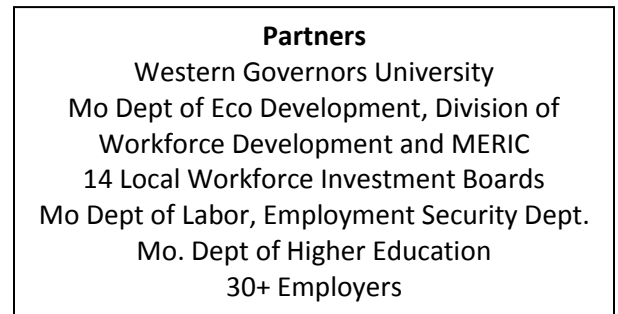 Partners
Western Governors University
Mo Dept of Eco Development, Division of
Workforce Development and MERIC
14 Local Workforce Investment Boards
Mo Dept of Labor, Employment Security Dept.
Mo. Dept of Higher Education
30+ Employers